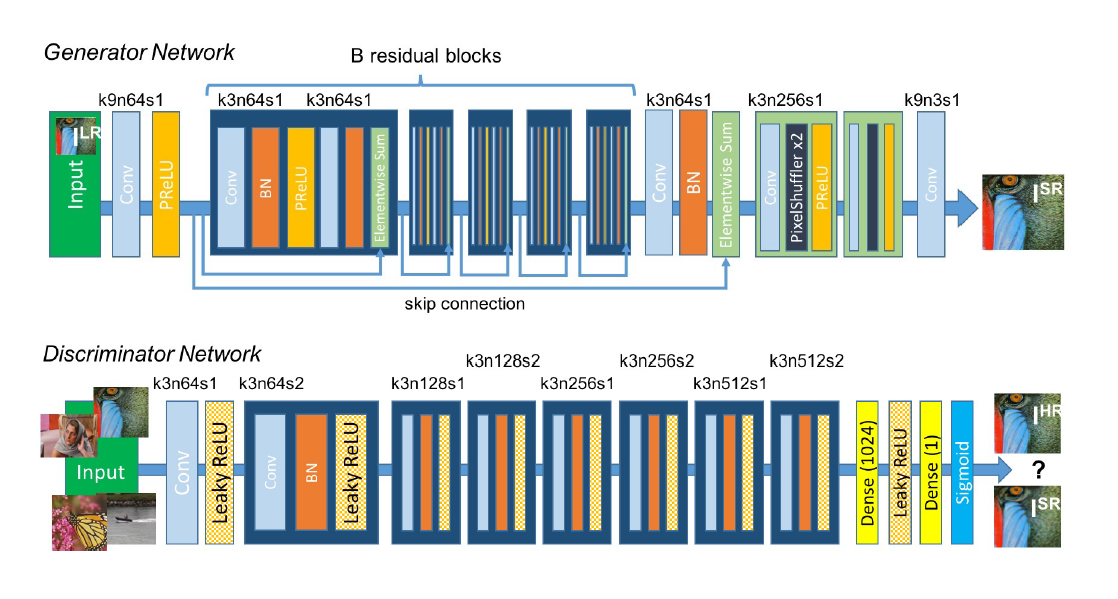 Generator Network
B residual blocks
k9n64s1
k3n64s1
k3n64s1
k3n64s1
k3n256s1
k9n3s1
Input
I LR
Conv
PReLU
Conv
BN
PReLU
Elementwise Sum
Conv
BN
Elementwise Sum
Conv
PixelShuffler x2
PReLU
Conv
I SR
skip connection
Discriminator Network
k3n128s2
k3n256s2
k3n512s2
k3n64s1
k3n64s2
k3n128s1
k3n256s1
k3n512s1
Input
Conv
Leaky ReLU
Conv
BN
Leaky ReLU
Dense (1024)
Leaky ReLU
Dense (1)
Sigmoid
I HR
?
I SR